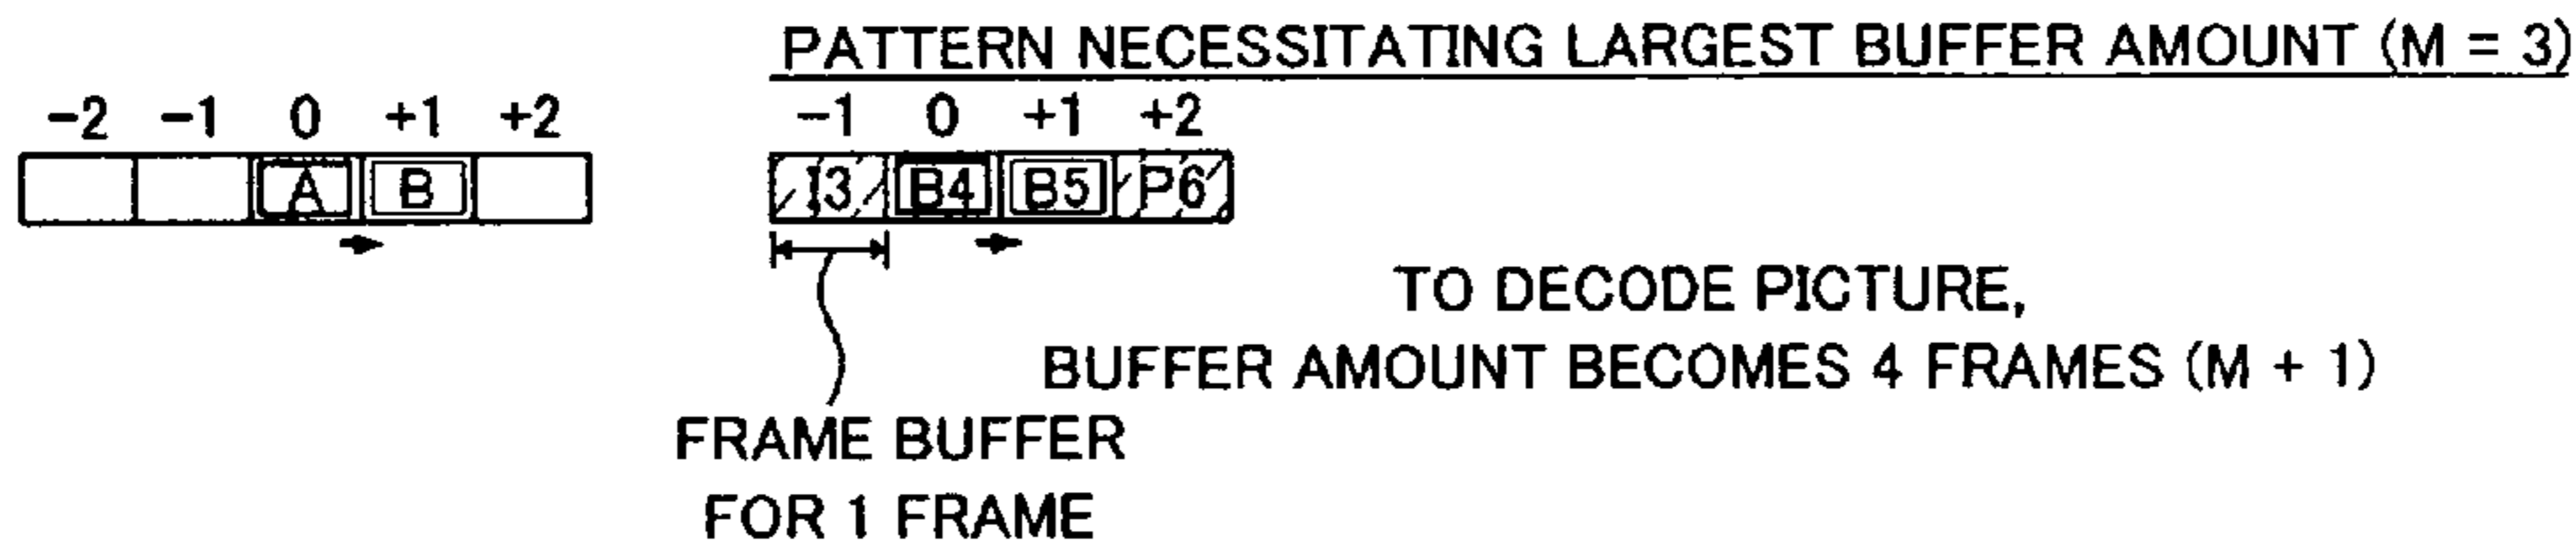 PATTERN NECESSITATING LARGEST BUFFER AMOUNT (M = 3)
-2 -1 0 +1 +2
A B
-1 0 +1 +2
I3 B4 B5 P6
TO DECODE PICTURE,
BUFFER AMOUNT BECOMES 4 FRAMES (M + 1)
FRAME BUFFER
FOR 1 FRAME